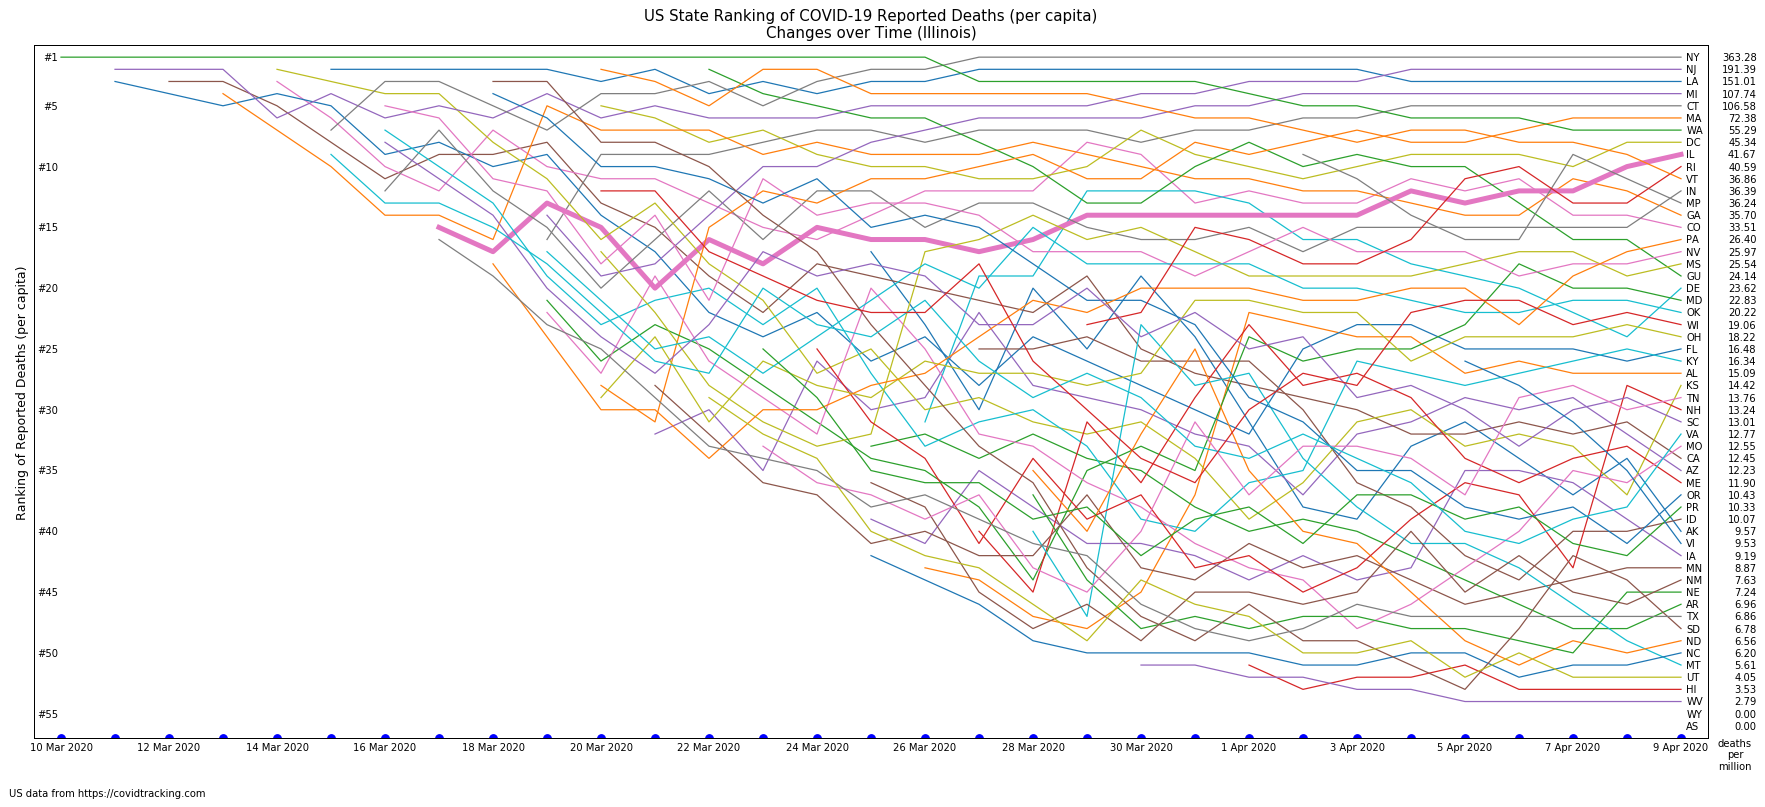 US State Ranking of COVID-19 Reported Deaths (per capita)
Changes over Time (Illinois)
Ranking of Reported Deaths (per capita)
#1
#5
#10
#15
#20
#25
#30
#35
#40
#45
#50
#55
NY 363.28
NJ 191.39
LA 151.01
MI 107.74
CT 106.58
MA 72.38
WA 55.29
DC 45.34
IL 41.67
RI 40.59
VT 36.86
IN 36.39
MP 36.24
GA 35.70
CO 33.51
PA 26.40
NV 25.97
MS 25.54
GU 24.14
DE 23.62
MD 22.83
OK 20.22
WI 19.06
OH 18.22
FL 16.48
KY 16.34
AL 15.09
KS 14.42
TN 13.76
NH 13.24
SC 13.01
VA 12.77
MO 12.55
CA 12.45
AZ 12.23
ME 11.90
OR 10.43
PR 10.33
ID 10.07
AK 9.57
VI 9.53
IA 9.19
MN 8.87
NM 7.63
NE 7.24
AR 6.96
TX 6.86
SD 6.78
ND 6.56
NC 6.20
MT 5.61
UT 4.05
HI 3.53
WV 2.79
WY 0.00
AS 0.00
10 Mar 2020 12 Mar 2020 14 Mar 2020 16 Mar 2020 18 Mar 2020 20 Mar 2020 22 Mar 2020 24 Mar 2020 26 Mar 2020 28 Mar 2020 30 Mar 2020 1 Apr 2020 3 Apr 2020 5 Apr 2020 7 Apr 2020 9 Apr 2020
deaths
per
million
US data from https://covidtracking.com